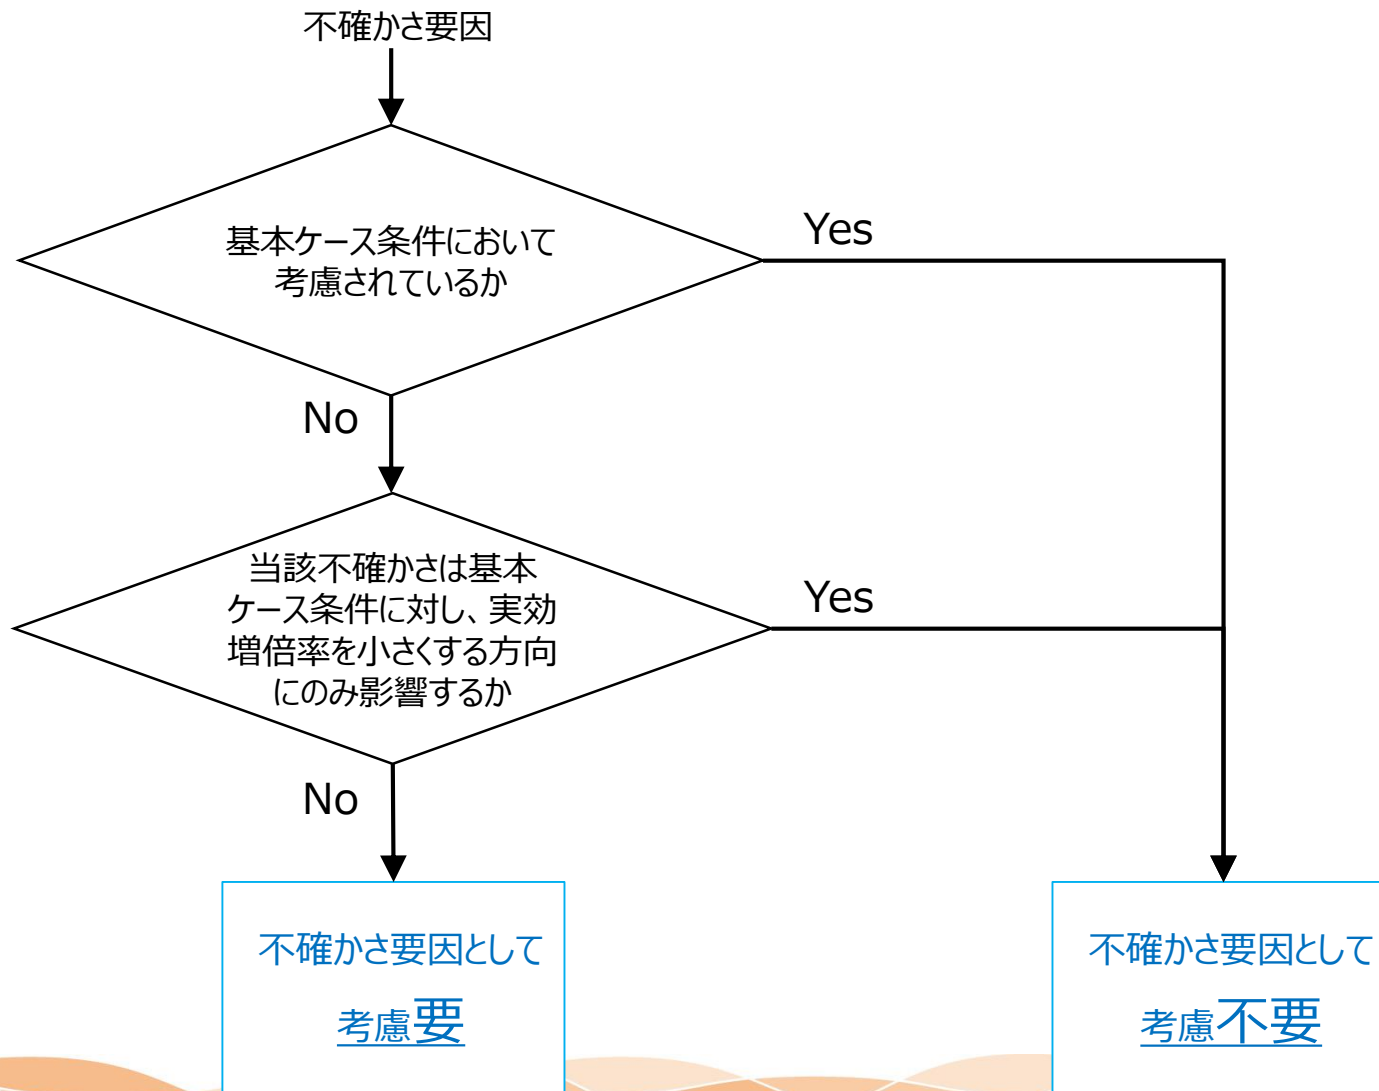 不確かさ要因
基本ケース条件において
考慮されているか
Yes
No
当該不確かさは基本
ケース条件に対し、実効
増倍率を小さくする方向
にのみ影響するか
Yes
No
不確かさ要因として
考慮要
不確かさ要因として
考慮不要